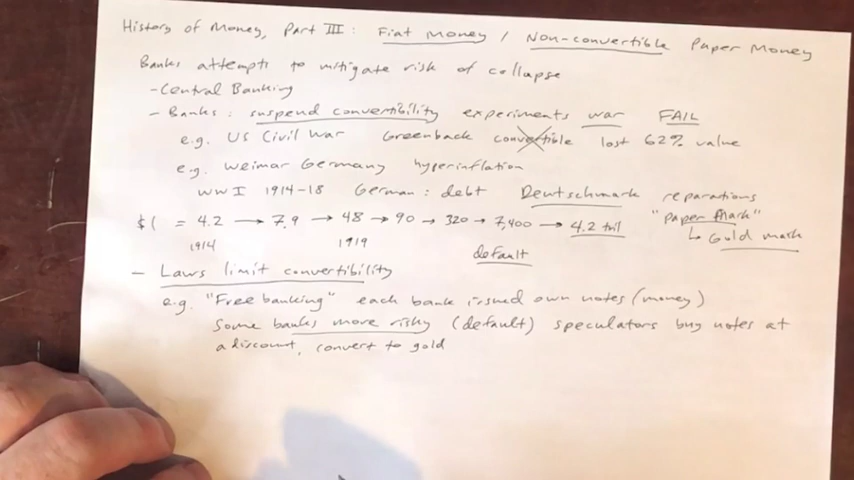 History of Money, Part III: Fiat Money / Non-convertible Paper Money
Banks attempts to mitigate risk of collapse
- Central Banking
- Banks: suspend convertibility experiments war FAIL
e.g. US Civil War Greenback convertible lost 62% value
e.g. Weimar Germany hyperinflation
WWI 1914-18 German: debt Deutschmark reparations
$1 = 4.2 → 7.9 → 48 → 90 → 320 → 7,400 → 4.2 tril "paper Mark"
↳ Gold mark
1914 1919
default
- Laws limit convertibility
e.g. "Free banking" each bank issued own notes (money)
Some banks more risky (default) speculators buy notes at
a discount, convert to gold